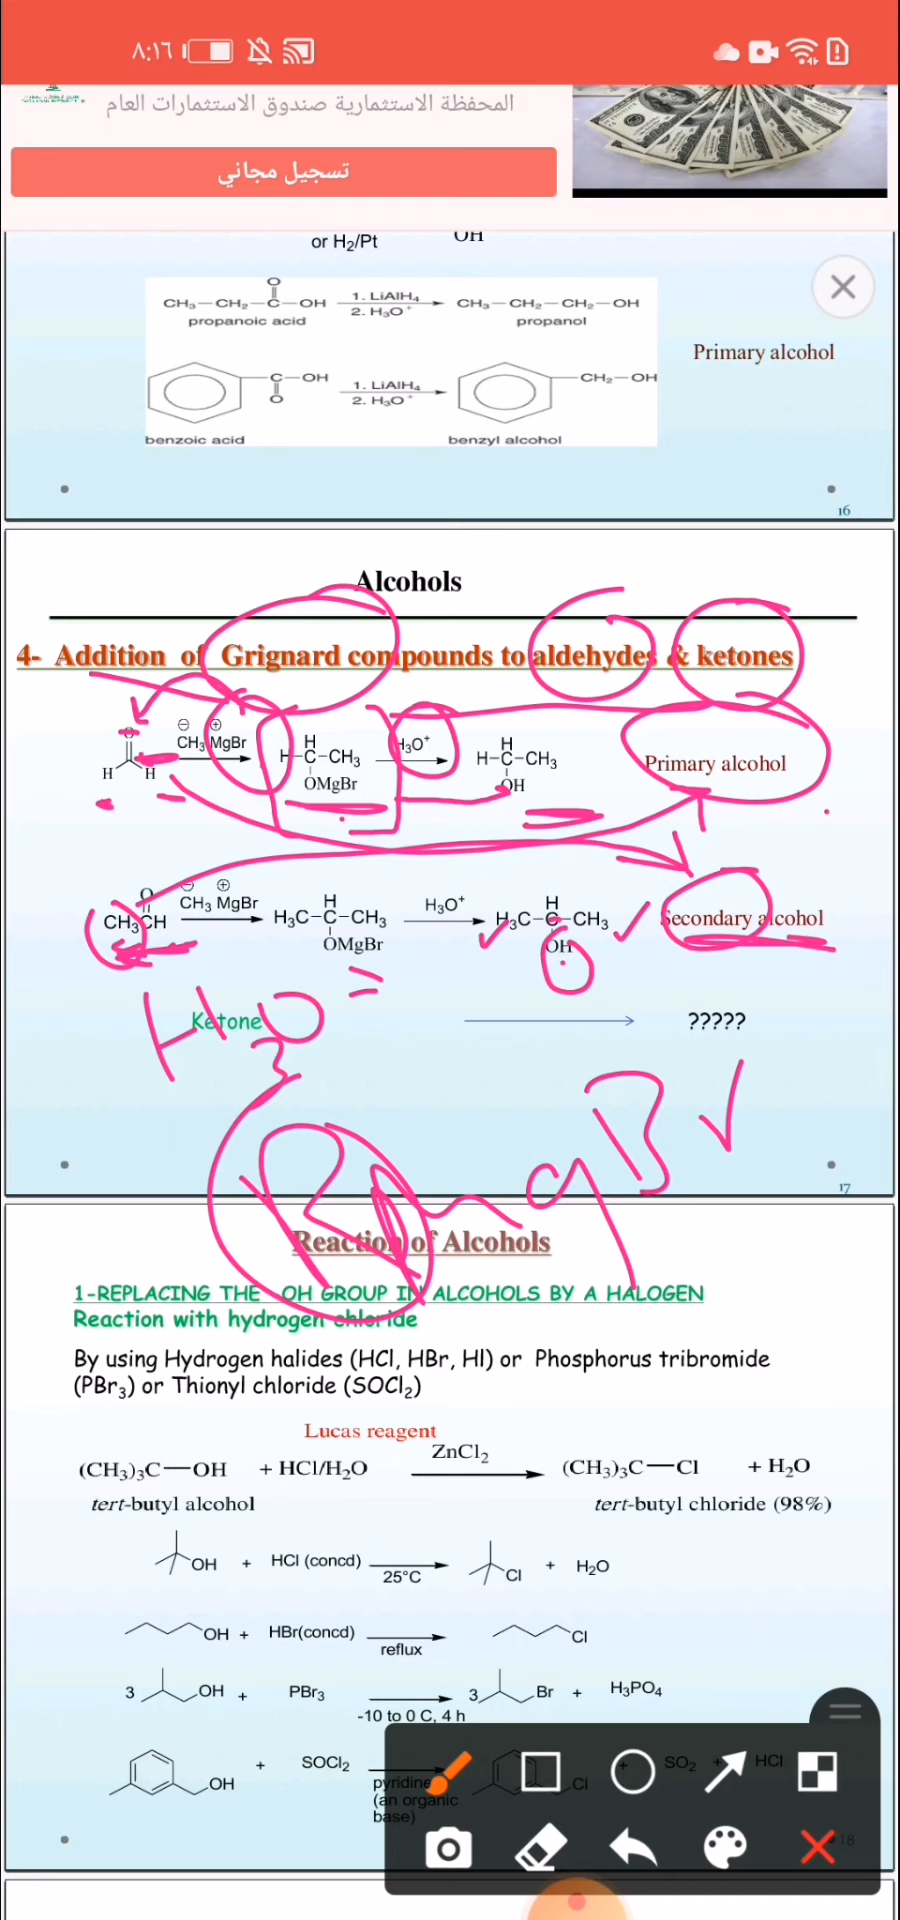 ٨:١٦
المحفظة الاستثمارية صندوق الاستثمارات العام
تسجيل مجاني
or H₂/Pt OH
O
CH₃—CH₂—C—OH 1. LiAlH₄ 2. H₃O⁺ CH₃—CH₂—CH₂—OH
propanoic acid propanol
Primary alcohol
C—OH 1. LiAlH₄ CH₂—OH
O 2. H₃O⁺
benzoic acid benzyl alcohol
16
Alcohols
4- Addition of Grignard compounds to aldehydes & ketones
O ⊖ ⊕ H H
CH₃ MgBr H-C-CH₃ H₃O⁺ H-C-CH₃ Primary alcohol
H H OMgBr OH
O ⊖ ⊕ H H
CH₃CH CH₃ MgBr H₃C-C-CH₃ H₃O⁺ H₃C-C-CH₃ Secondary alcohol
OMgBr OH
H₃O
Ketone ?????
RMgBr
17
Reaction of Alcohols
1-REPLACING THE OH GROUP IN ALCOHOLS BY A HALOGEN
Reaction with hydrogen chloride
By using Hydrogen halides (HCl, HBr, HI) or Phosphorus tribromide
(PBr₃) or Thionyl chloride (SOCl₂)
Lucas reagent
(CH₃)₃C—OH + HCl/H₂O ZnCl₂ (CH₃)₃C—Cl + H₂O
tert-butyl alcohol tert-butyl chloride (98%)
OH + HCl (concd) 25°C Cl + H₂O
OH + HBr(concd) reflux Cl
3 OH + PBr₃ 3 Br + H₃PO₄
-10 to 0 C, 4 h
OH + SOCl₂ Cl + SO₂ + HCl
pyridine
(an organic
base)
18